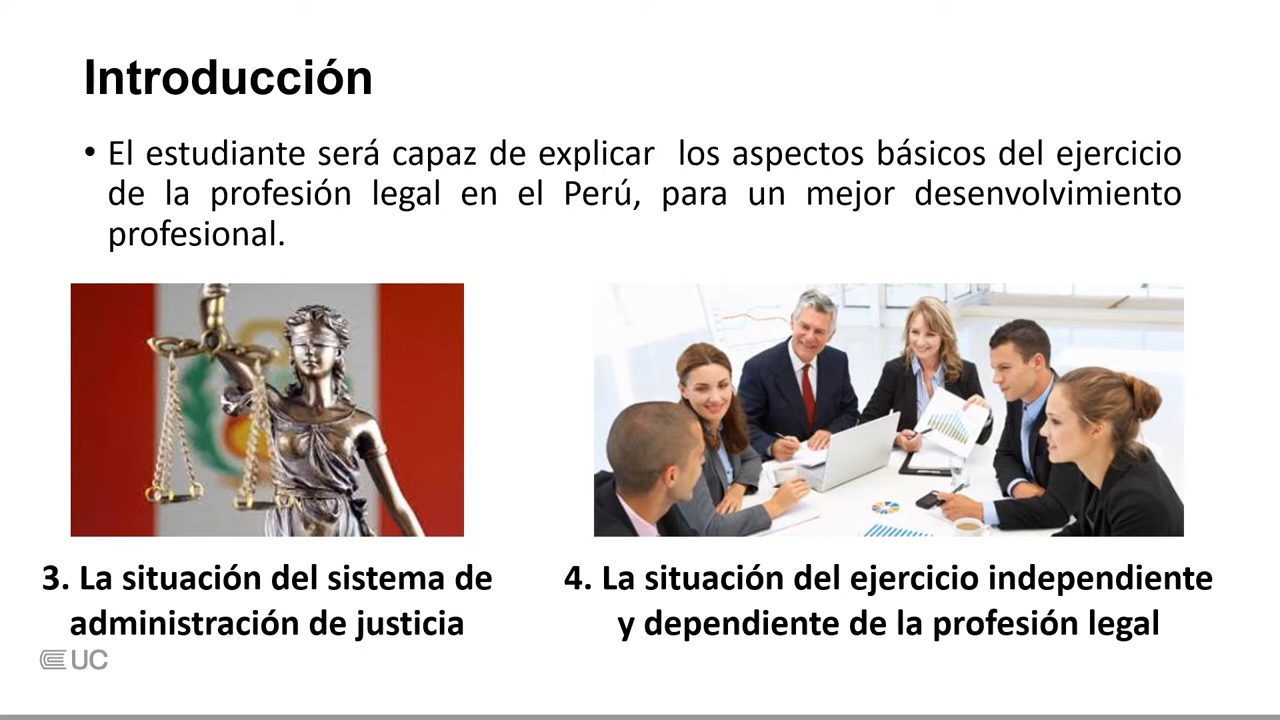 Introducción
• El estudiante será capaz de explicar los aspectos básicos del ejercicio
de la profesión legal en el Perú, para un mejor desenvolvimiento
profesional.
3. La situación del sistema de
administración de justicia
4. La situación del ejercicio independiente
y dependiente de la profesión legal
UC